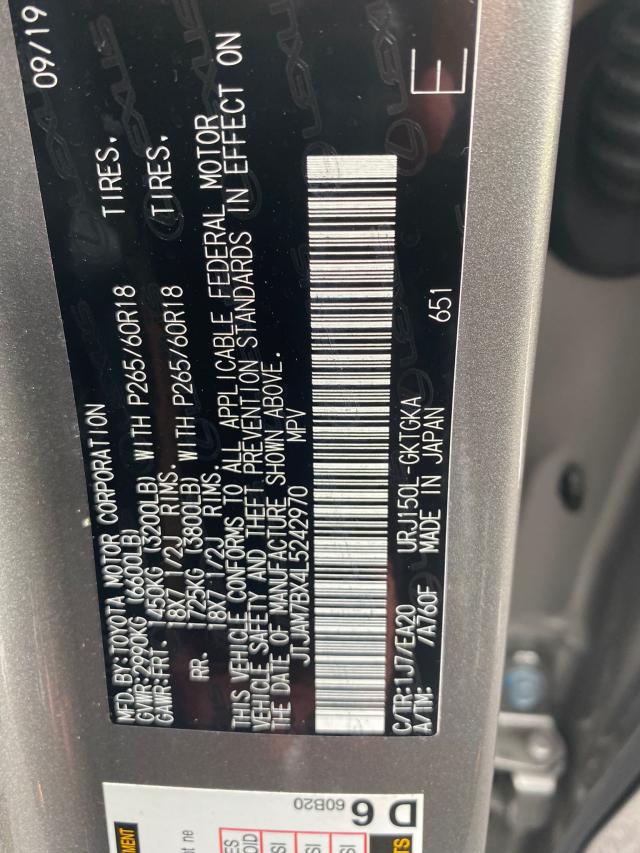 MFD.BY:TOYOTA MOTOR CORPORATION 09/19
GVWR:2990KG (6600LB)
GAWR:FRT. 1450KG (3200LB) WITH P265/60R18 TIRES,
18X7 1/2J RIMS.
RR. 1725KG (3800LB) WITH P265/60R18 TIRES,
18X7 1/2J RIMS.
THIS VEHICLE CONFORMS TO ALL APPLICABLE FEDERAL MOTOR
VEHICLE SAFETY AND THEFT PREVENTION STANDARDS IN EFFECT ON
THE DATE OF MANUFACTURE SHOWN ABOVE.
JTJAM7BX4L5242970 MPV
C/TR:1J7/EA20 URJ150L-GKTGKA 651
A/TM: /A760F MADE IN JAPAN
E
LEXUS
D 6
60B20